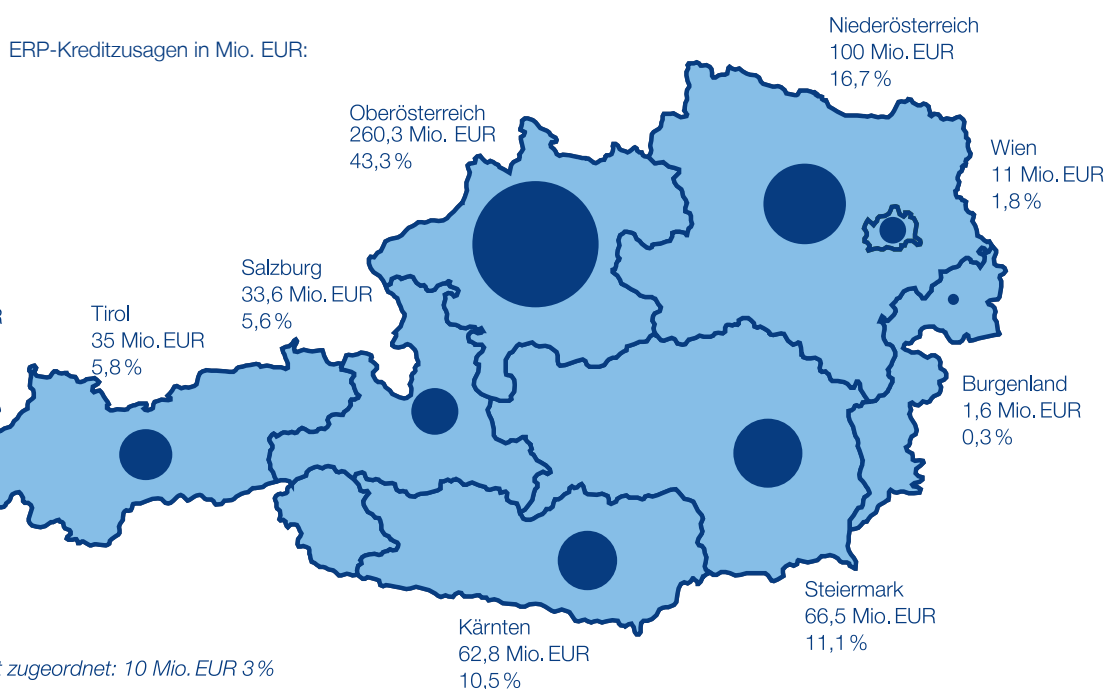 ERP-Kreditzusagen in Mio. EUR:
Niederösterreich
100 Mio. EUR
16,7 %
Oberösterreich
260,3 Mio. EUR
43,3 %
Wien
11 Mio. EUR
1,8 %
Salzburg
33,6 Mio. EUR
5,6 %
Tirol
35 Mio. EUR
5,8 %
Burgenland
1,6 Mio. EUR
0,3 %
Steiermark
66,5 Mio. EUR
11,1 %
Kärnten
62,8 Mio. EUR
10,5 %
zugeordnet: 10 Mio. EUR 3 %